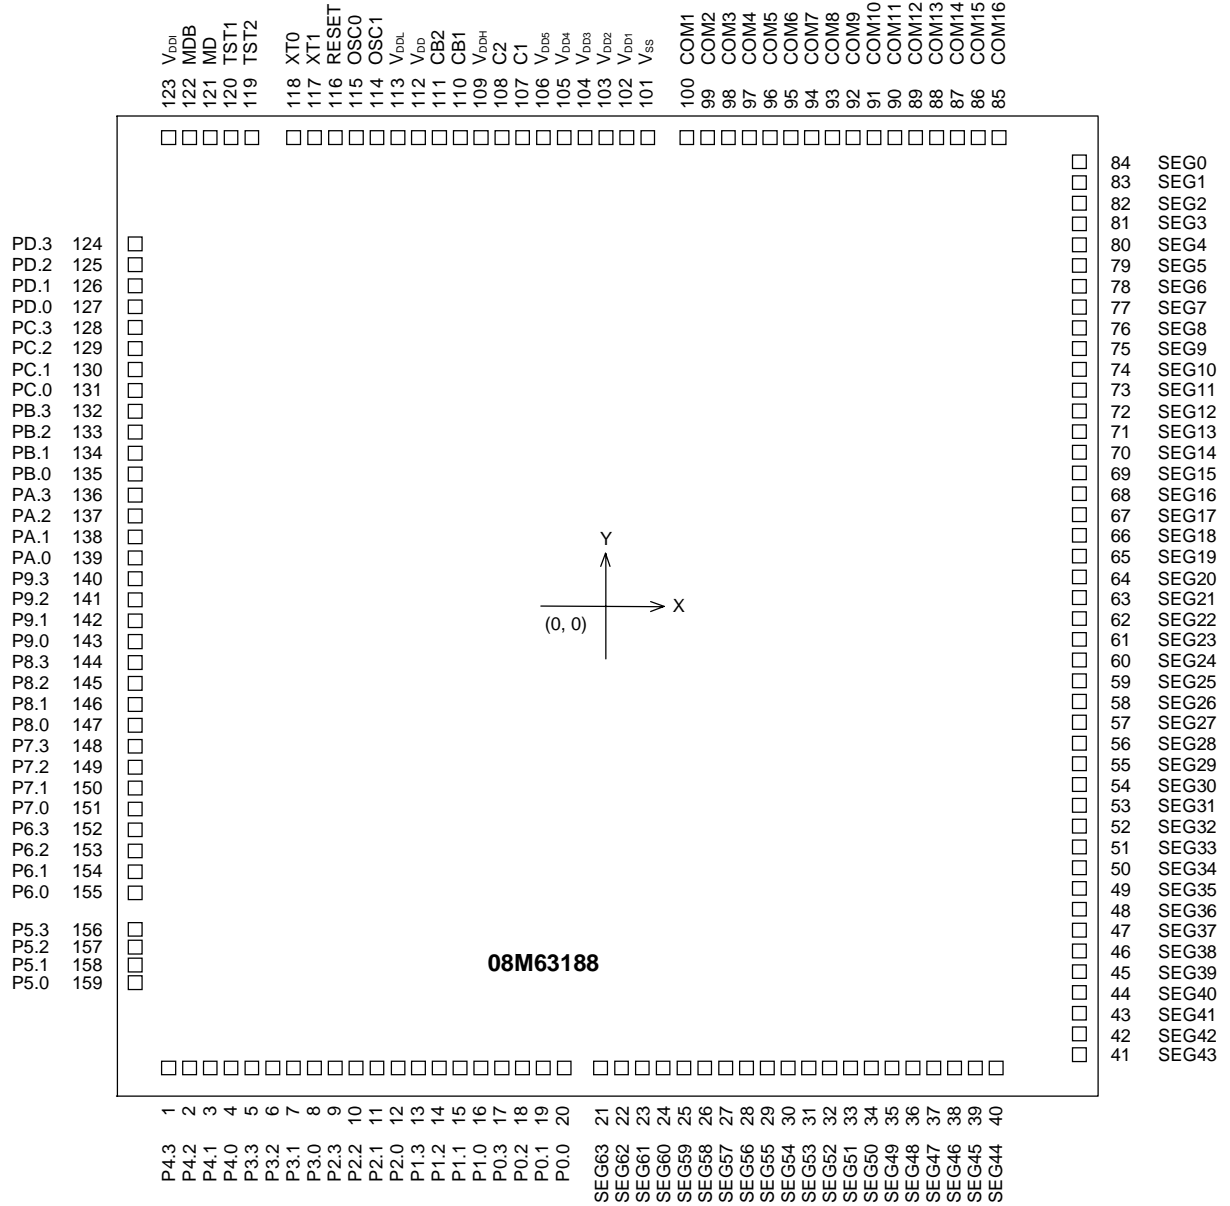 123 VDDI
122 MDB
121 MD
120 TST1
119 TST2
118 XT0
117 XT1
116 RESET
115 OSC0
114 OSC1
113 VDDL
112 VDD
111 CB2
110 CB1
109 VDDH
108 C2
107 C1
106 VDD5
105 VDD4
104 VDD3
103 VDD2
102 VDD1
101 VSS
100 COM1
99 COM2
98 COM3
97 COM4
96 COM5
95 COM6
94 COM7
93 COM8
92 COM9
91 COM10
90 COM11
89 COM12
88 COM13
87 COM14
86 COM15
85 COM16
84 SEG0
83 SEG1
82 SEG2
81 SEG3
80 SEG4
79 SEG5
78 SEG6
77 SEG7
76 SEG8
75 SEG9
74 SEG10
73 SEG11
72 SEG12
71 SEG13
70 SEG14
69 SEG15
68 SEG16
67 SEG17
66 SEG18
65 SEG19
64 SEG20
63 SEG21
62 SEG22
61 SEG23
60 SEG24
59 SEG25
58 SEG26
57 SEG27
56 SEG28
55 SEG29
54 SEG30
53 SEG31
52 SEG32
51 SEG33
50 SEG34
49 SEG35
48 SEG36
47 SEG37
46 SEG38
45 SEG39
44 SEG40
43 SEG41
42 SEG42
41 SEG43
PD.3 124
PD.2 125
PD.1 126
PD.0 127
PC.3 128
PC.2 129
PC.1 130
PC.0 131
PB.3 132
PB.2 133
PB.1 134
PB.0 135
PA.3 136
PA.2 137
PA.1 138
PA.0 139
P9.3 140
P9.2 141
P9.1 142
P9.0 143
P8.3 144
P8.2 145
P8.1 146
P8.0 147
P7.3 148
P7.2 149
P7.1 150
P7.0 151
P6.3 152
P6.2 153
P6.1 154
P6.0 155
P5.3 156
P5.2 157
P5.1 158
P5.0 159
Y
X
(0, 0)
08M63188
P4.3 1
P4.2 2
P4.1 3
P4.0 4
P3.3 5
P3.2 6
P3.1 7
P3.0 8
P2.3 9
P2.2 10
P2.1 11
P2.0 12
P1.3 13
P1.2 14
P1.1 15
P1.0 16
P0.3 17
P0.2 18
P0.1 19
P0.0 20
SEG63 21
SEG62 22
SEG61 23
SEG60 24
SEG59 25
SEG58 26
SEG57 27
SEG56 28
SEG55 29
SEG54 30
SEG53 31
SEG52 32
SEG51 33
SEG50 34
SEG49 35
SEG48 36
SEG47 37
SEG46 38
SEG45 39
SEG44 40